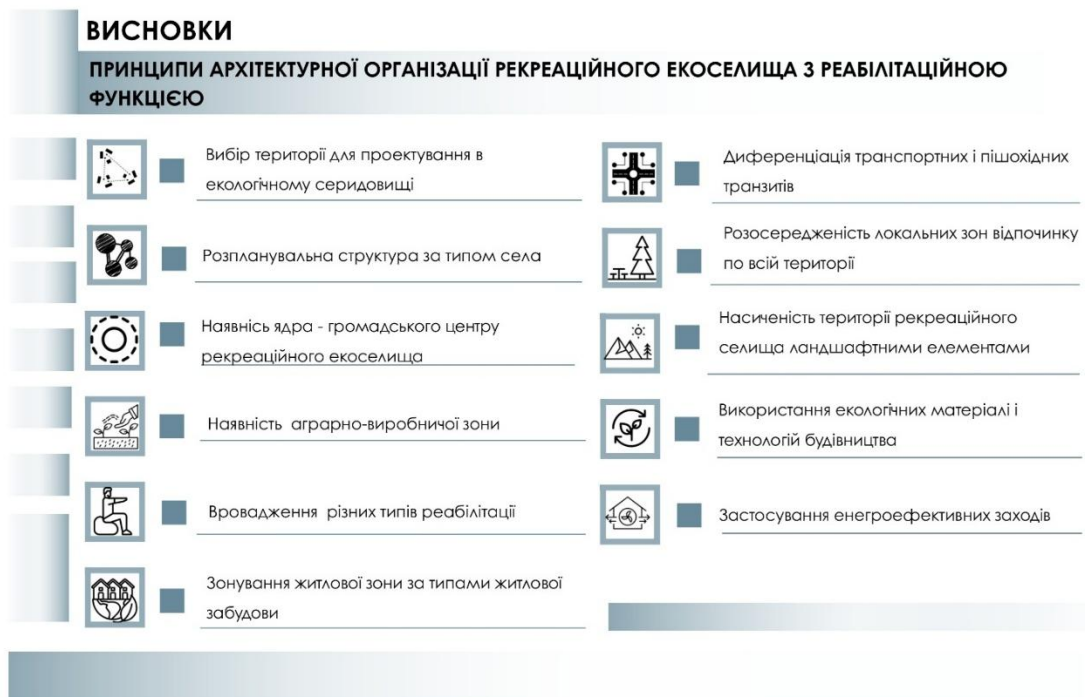 ВИСНОВКИ
ПРИНЦИПИ АРХІТЕКТУРНОЇ ОРГАНІЗАЦІЇ РЕКРЕАЦІЙНОГО ЕКОСЕЛИЩА З РЕАБІЛІТАЦІЙНОЮ
ФУНКЦІЄЮ
Вибір території для проектування в
екологічному серидовищі
Розпланувальна структура за типом села
Наявнісь ядра - громадського центру
рекреаційного екоселища
Наявність аграрно-виробничої зони
Вровадження різних типів реабілітації
Зонування житлової зони за типами житлової
забудови
Диференціація транспортних і пішохідних
транзитів
Розосередженість локальних зон відпочинку
по всій території
Насиченість території рекреаційного
селища ландшафтними елементами
Використання екологічних матеріалі і
технологій будівництва
Застосування енегроефективних заходів